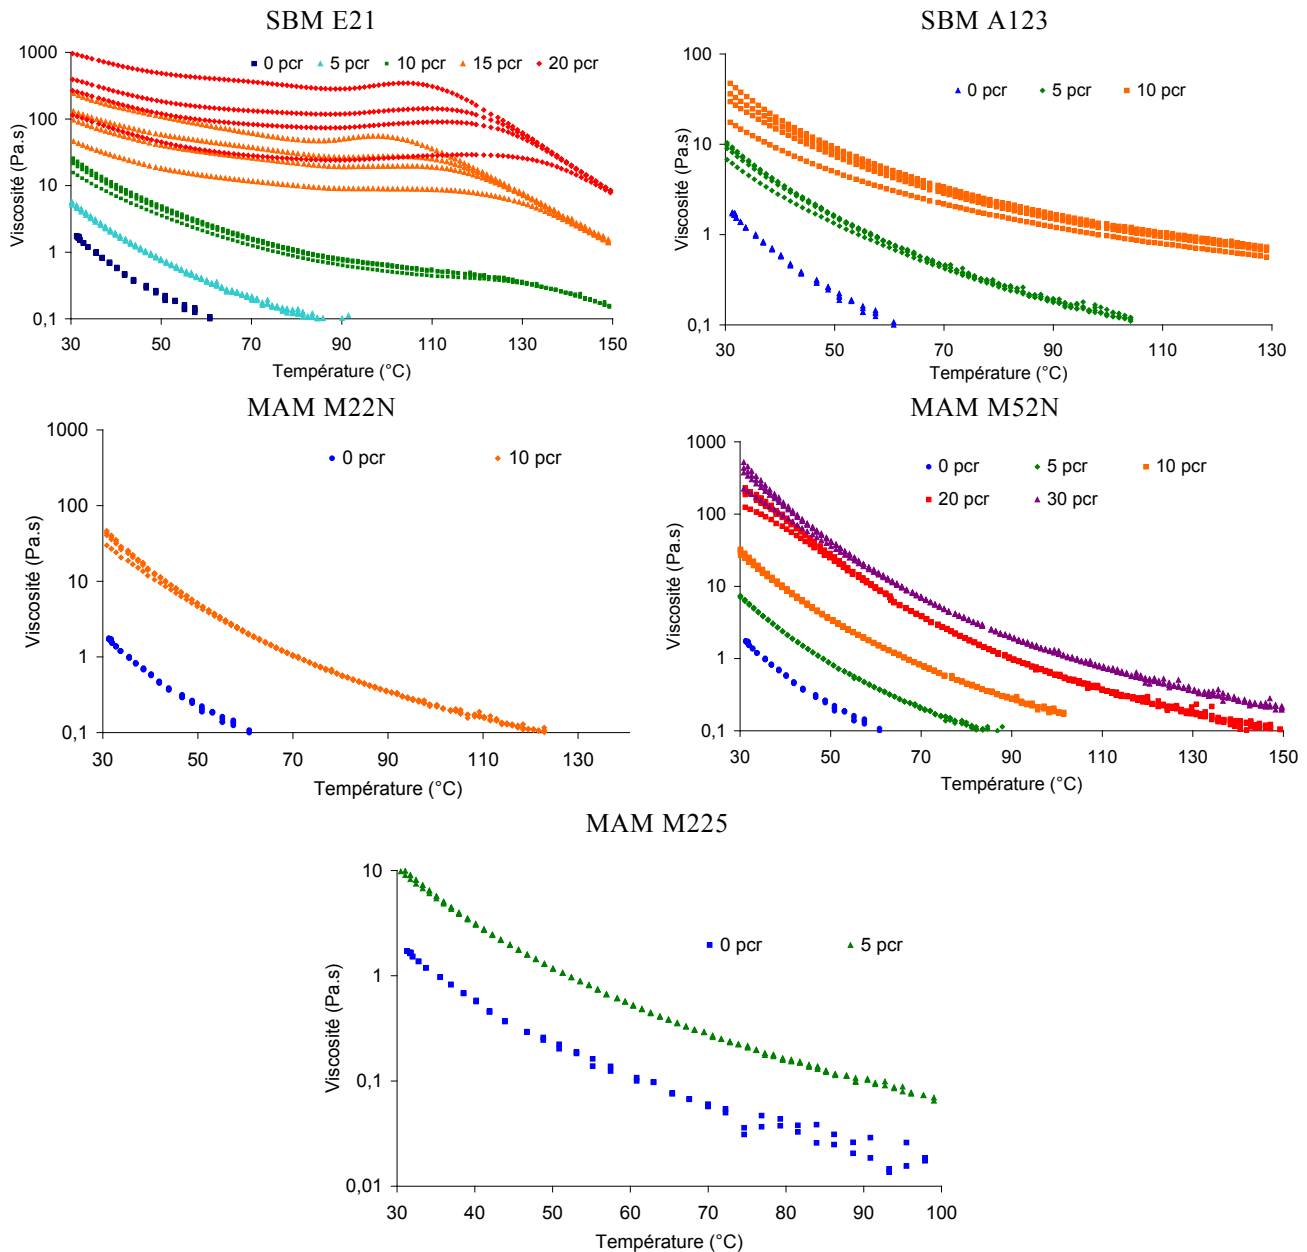 SBM E21
SBM A123
1000
100
10
1
0,1
0 pcr 5 pcr 10 pcr 15 pcr 20 pcr
Viscosité (Pa.s)
30 50 70 90 110 130 150
Température (°C)
100
10
1
0,1
0 pcr 5 pcr 10 pcr
Viscosité (Pa.s)
30 50 70 90 110 130
Température (°C)
MAM M22N
MAM M52N
1000
100
10
1
0,1
0 pcr 10 pcr
Viscosité (Pa.s)
30 50 70 90 110 130
Température (°C)
1000
100
10
1
0,1
0 pcr 5 pcr 10 pcr
20 pcr 30 pcr
Viscosité (Pa.s)
30 50 70 90 110 130 150
Température (°C)
MAM M225
10
1
0,1
0,01
0 pcr 5 pcr
Viscosité (Pa.s)
30 40 50 60 70 80 90 100
Température (°C)